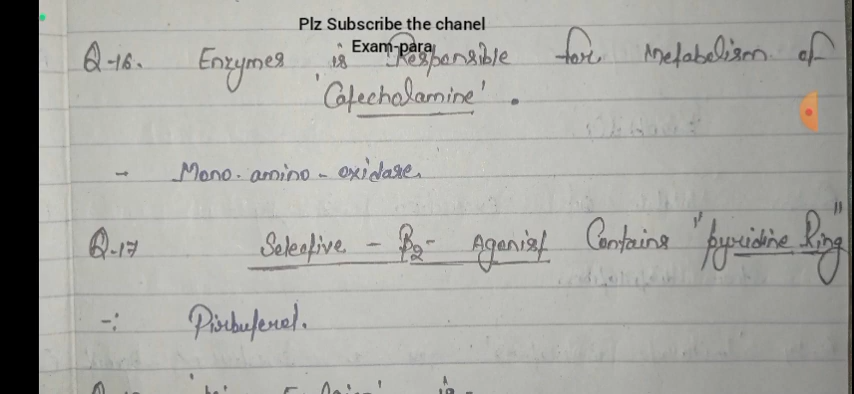 Plz Subscribe the chanel
Exam-para
Q-16. Enzymes is Responsible for Metabolism of
'Catecholamine'.
- Mono-amino-oxidase.
Q-17 Selective - β2- Agonist Contains "pyridine Ring"
-: Pirbuterol.